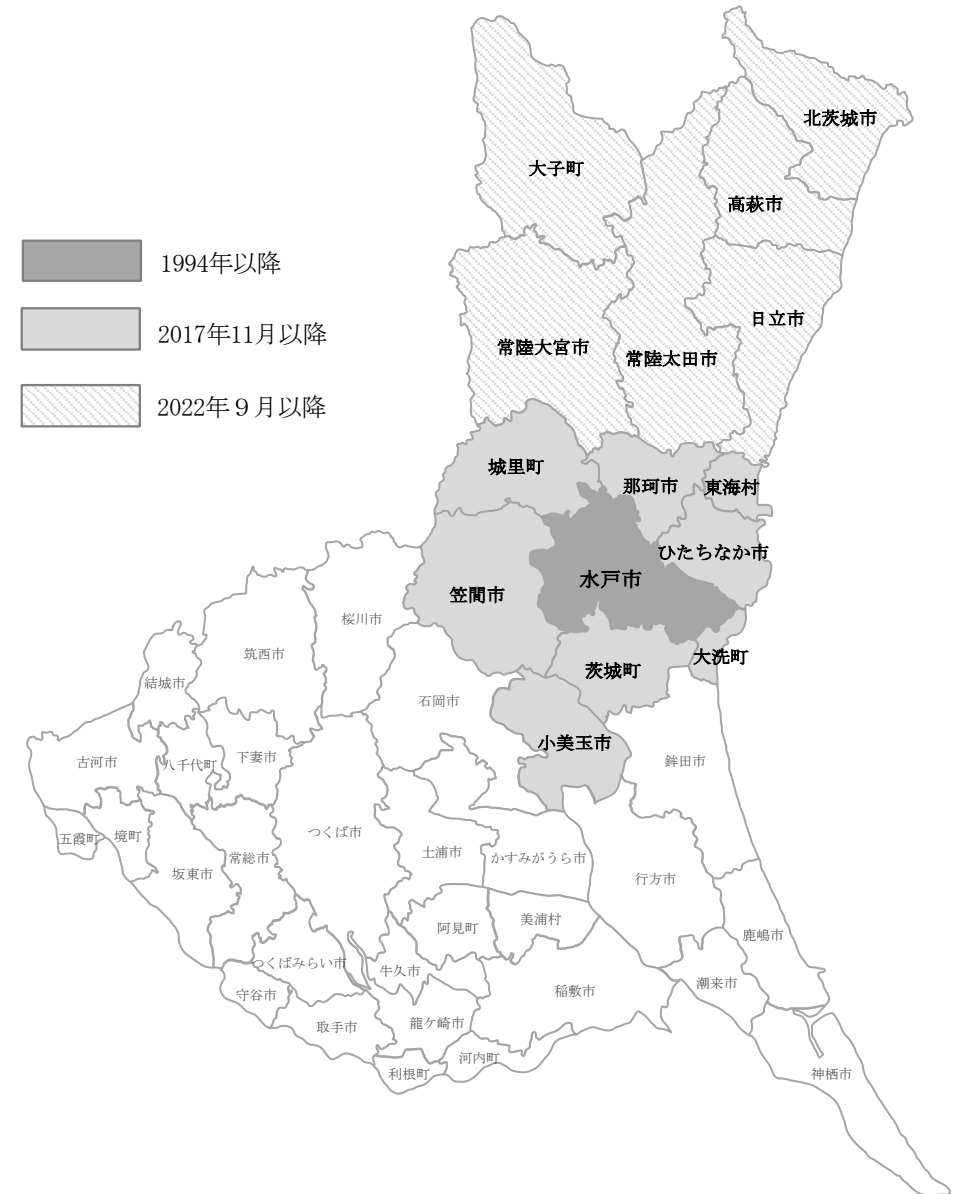 北茨城市
大子町
高萩市
1994年以降
2017年11月以降
2022年９月以降
日立市
常陸大宮市
常陸太田市
城里町
那珂市
東海村
ひたちなか市
水戸市
笠間市
桜川市
筑西市
大洗町
茨城町
結城市
石岡市
小美玉市
鉾田市
古河市
八千代町
下妻市
つくば市
五霞町
境町
常総市
土浦市
かすみがうら市
坂東市
行方市
阿見町
美浦村
鹿嶋市
つくばみらい市
牛久市
潮来市
守谷市
稲敷市
取手市
龍ケ崎市
河内町
利根町
神栖市